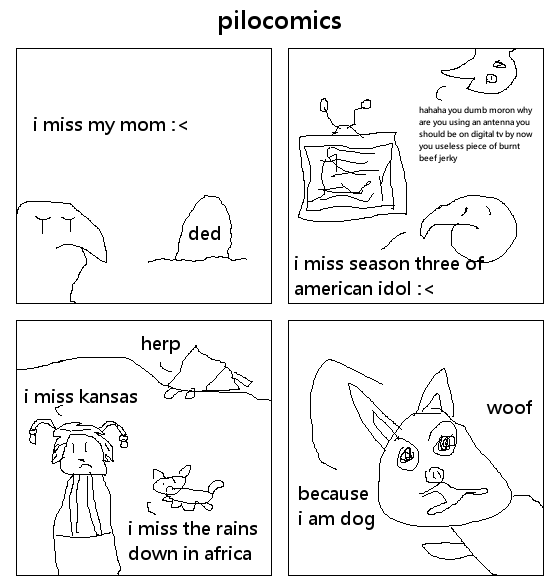 pilocomics
i miss my mom :<
ded
hahaha you dumb moron why
are you using an antenna you
should be on digital tv by now
you useless piece of burnt
beef jerky
i miss season three of
american idol :<
herp
i miss kansas
i miss the rains
down in africa
woof
because
i am dog